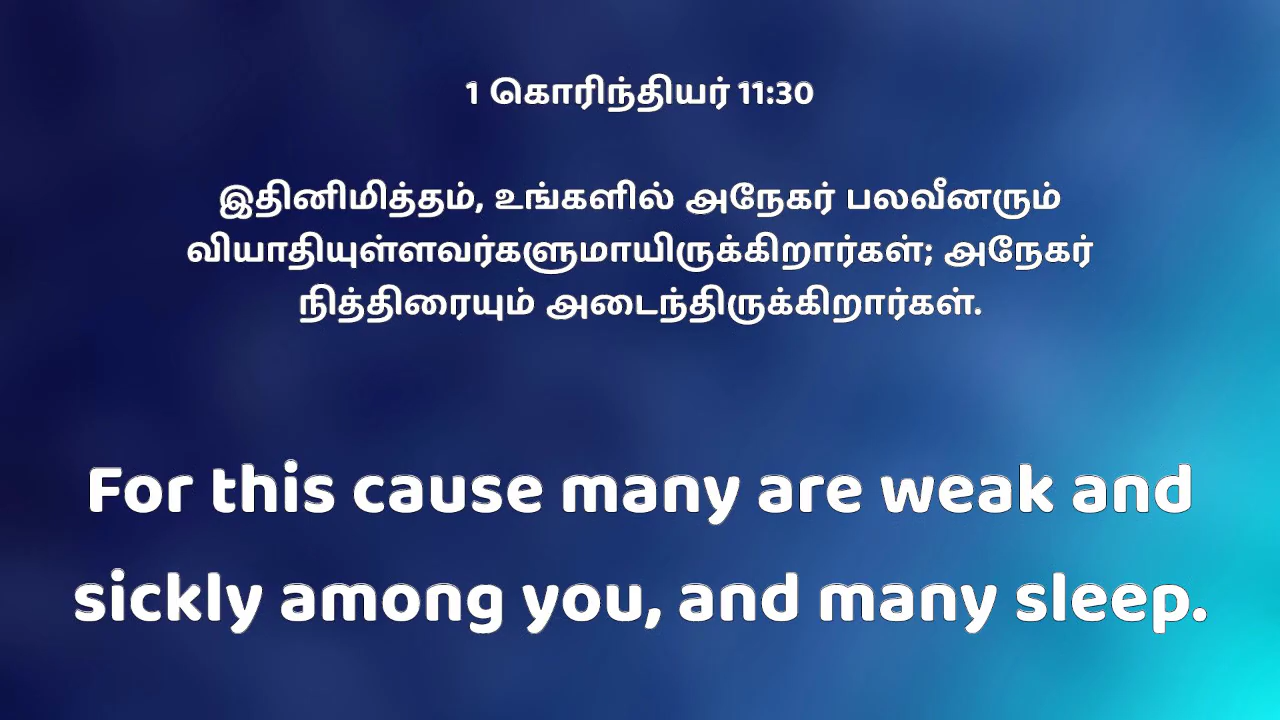 1 கொரிந்தியர் 11:30
இதினிமித்தம், உங்களில் அநேகர் பலவீனரும்
வியாதியுள்ளவர்களுமாயிருக்கிறார்கள்; அநேகர்
நித்திரையும் அடைந்திருக்கிறார்கள்.
For this cause many are weak and
sickly among you, and many sleep.